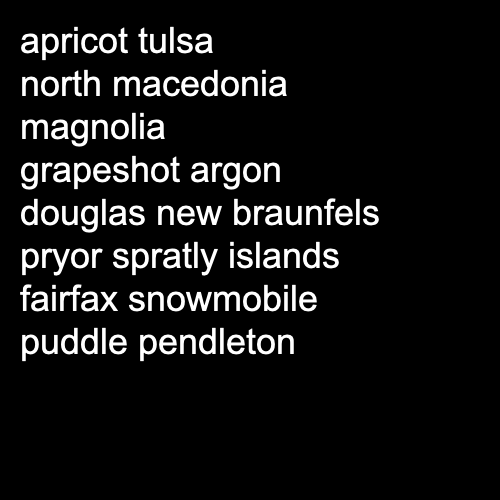 apricot tulsa
north macedonia
magnolia
grapeshot argon
douglas new braunfels
pryor spratly islands
fairfax snowmobile
puddle pendleton